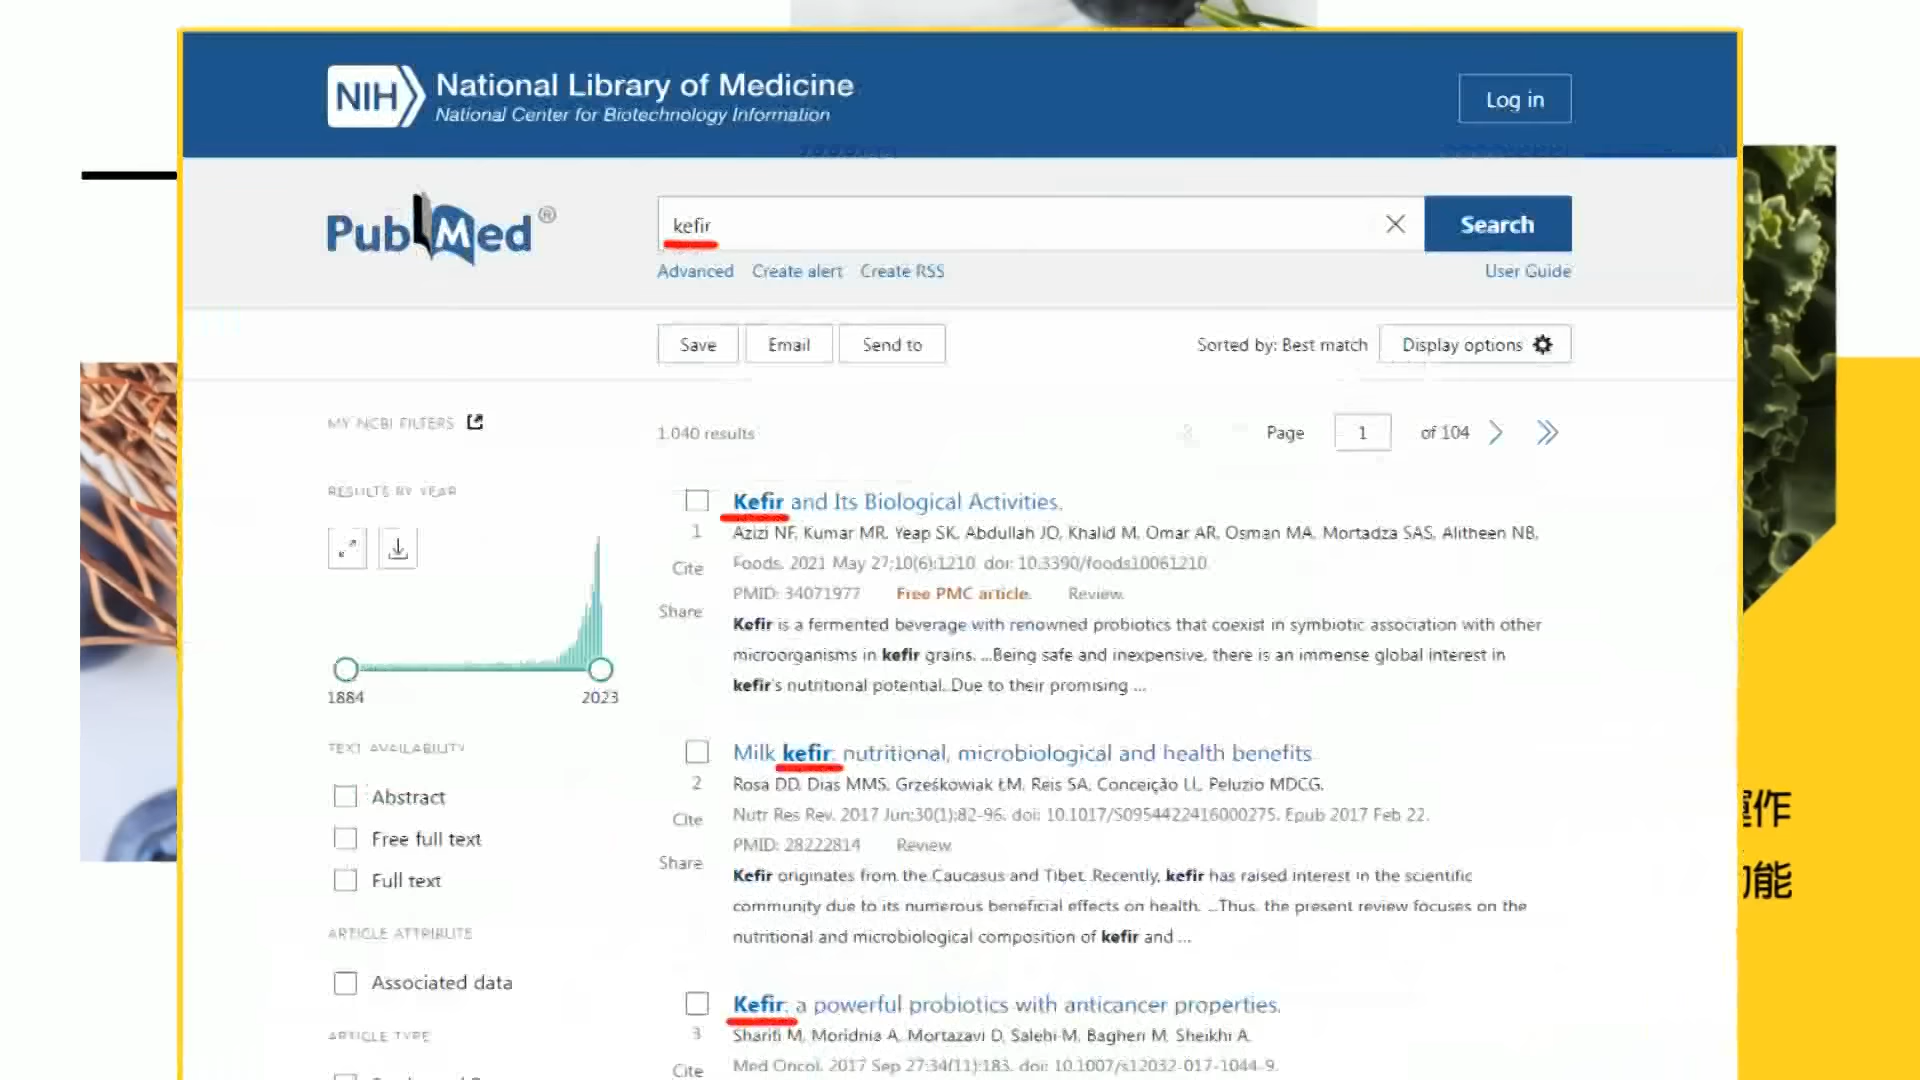 NIH National Library of Medicine
National Center for Biotechnology Information
Log in
PubMed®
kefir
Search
Advanced Create alert Create RSS
User Guide
Save Email Send to
Sorted by: Best match Display options
MY NCBI FILTERS
1,040 results
Page 1 of 104
RESULTS BY YEAR
1884 2023
TEXT AVAILABILITY
Abstract
Free full text
Full text
ARTICLE ATTRIBUTE
Associated data
ARTICLE TYPE
Kefir and Its Biological Activities.
1
Azizi NF, Kumar MR, Yeap SK, Abdullah JO, Khalid M, Omar AR, Osman MA, Mortadza SAS, Alitheen NB.
Cite
Foods. 2021 May 27;10(6):1210. doi: 10.3390/foods10061210.
PMID: 34071977 Free PMC article. Review.
Share
Kefir is a fermented beverage with renowned probiotics that coexist in symbiotic association with other
microorganisms in kefir grains. ...Being safe and inexpensive, there is an immense global interest in
kefir's nutritional potential. Due to their promising ...
Milk kefir: nutritional, microbiological and health benefits.
2
Rosa DD, Dias MMS, Grześkowiak ŁM, Reis SA, Conceição LL, Peluzio MDCG.
Cite
Nutr Res Rev. 2017 Jun;30(1):82-96. doi: 10.1017/S0954422416000275. Epub 2017 Feb 22.
PMID: 28222814 Review.
Share
Kefir originates from the Caucasus and Tibet. Recently, kefir has raised interest in the scientific
community due to its numerous beneficial effects on health. ...Thus, the present review focuses on the
nutritional and microbiological composition of kefir and ...
Kefir: a powerful probiotics with anticancer properties.
3
Sharifi M, Moridnia A, Mortazavi D, Salehi M, Bagheri M, Sheikhi A.
Cite
Med Oncol. 2017 Sep 27;34(11):183. doi: 10.1007/s12032-017-1044-9.
作
能